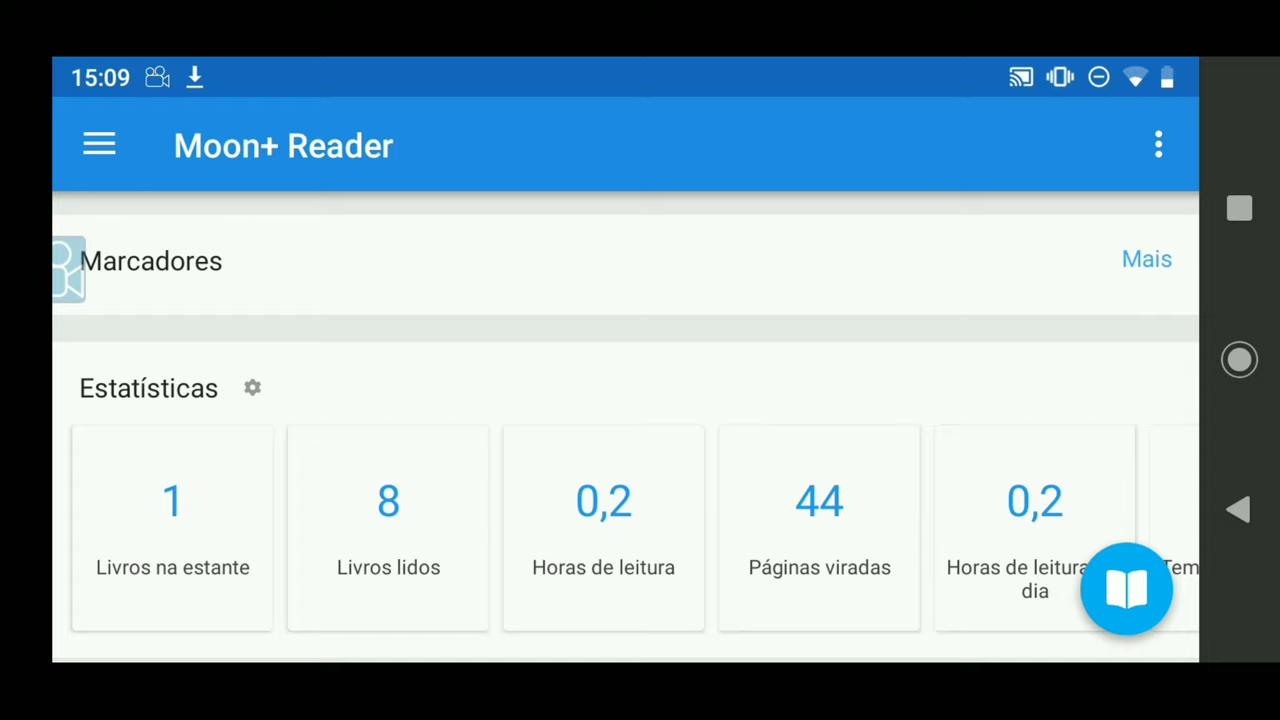 15:09
Moon+ Reader
Marcadores
Mais
Estatísticas
1
8
0,2
44
0,2
Livros na estante
Livros lidos
Horas de leitura
Páginas viradas
Horas de leitura
dia
Tem